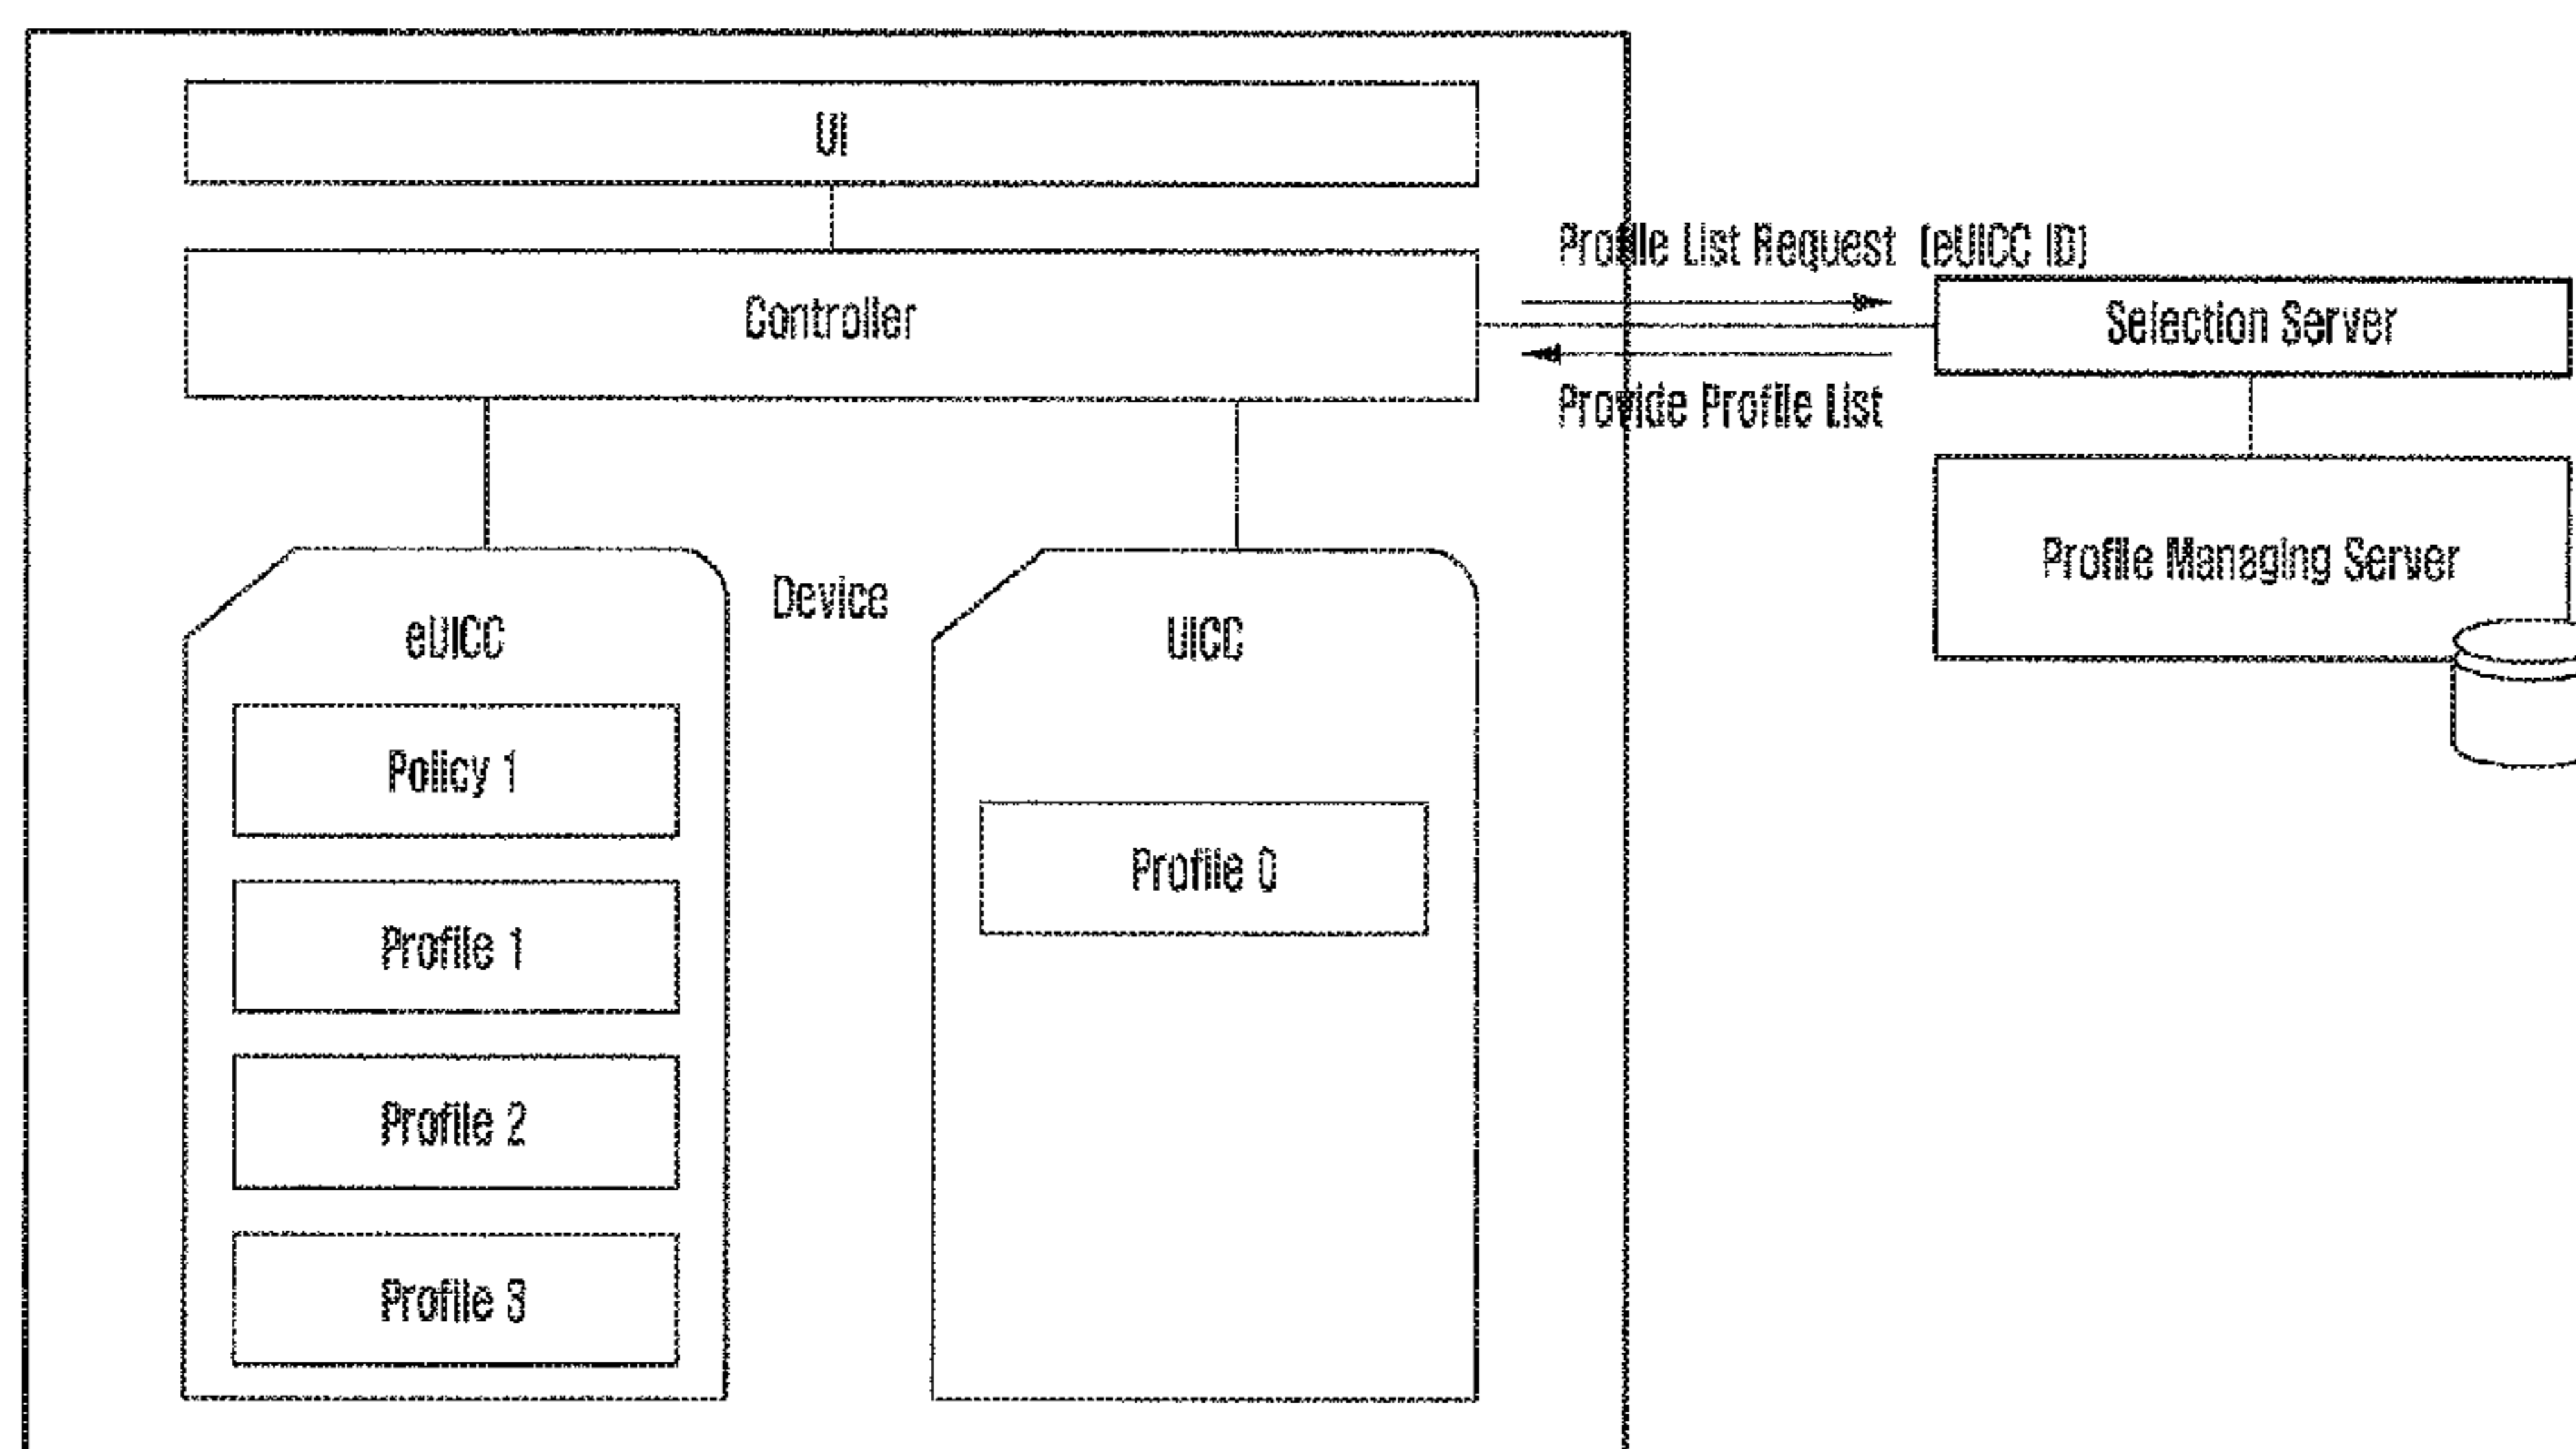 UI
Controller
Profile List Request (eUICC ID)
Provide Profile List
Selection Server
Profile Managing Server
Device
eUICC
Policy 1
Profile 1
Profile 2
Profile 3
UICC
Profile 0